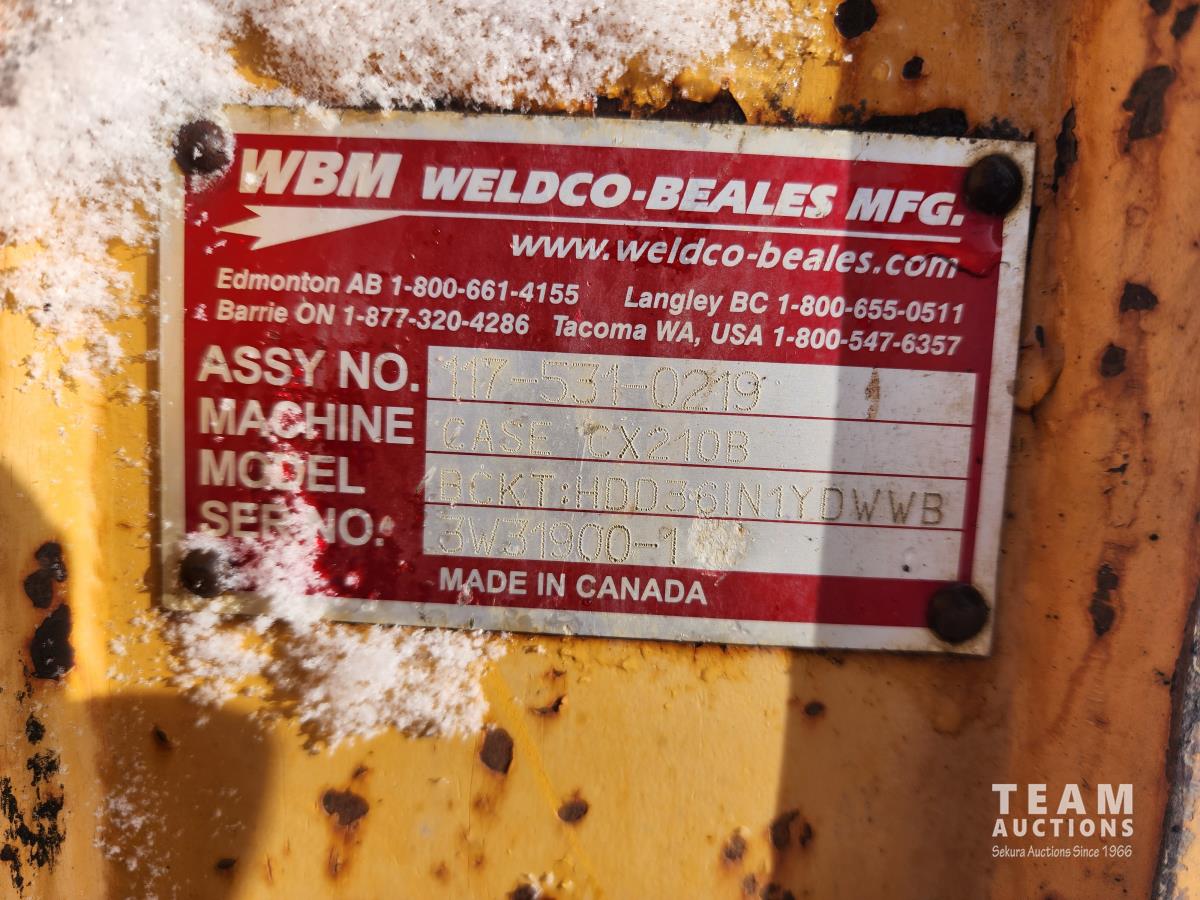 WBM WELDCO-BEALES MFG.
www.weldco-beales.com
Edmonton AB 1-800-661-4155 Langley BC 1-800-655-0511
Barrie ON 1-877-320-4286 Tacoma WA, USA 1-800-547-6357
ASSY NO. 117-531-0219
MACHINE CASE CX210B
MODEL BCKT:HDD36IN1YDWWB
SER NO. 3W31900-1
MADE IN CANADA
TEAM
AUCTIONS
Sekura Auctions Since 1966